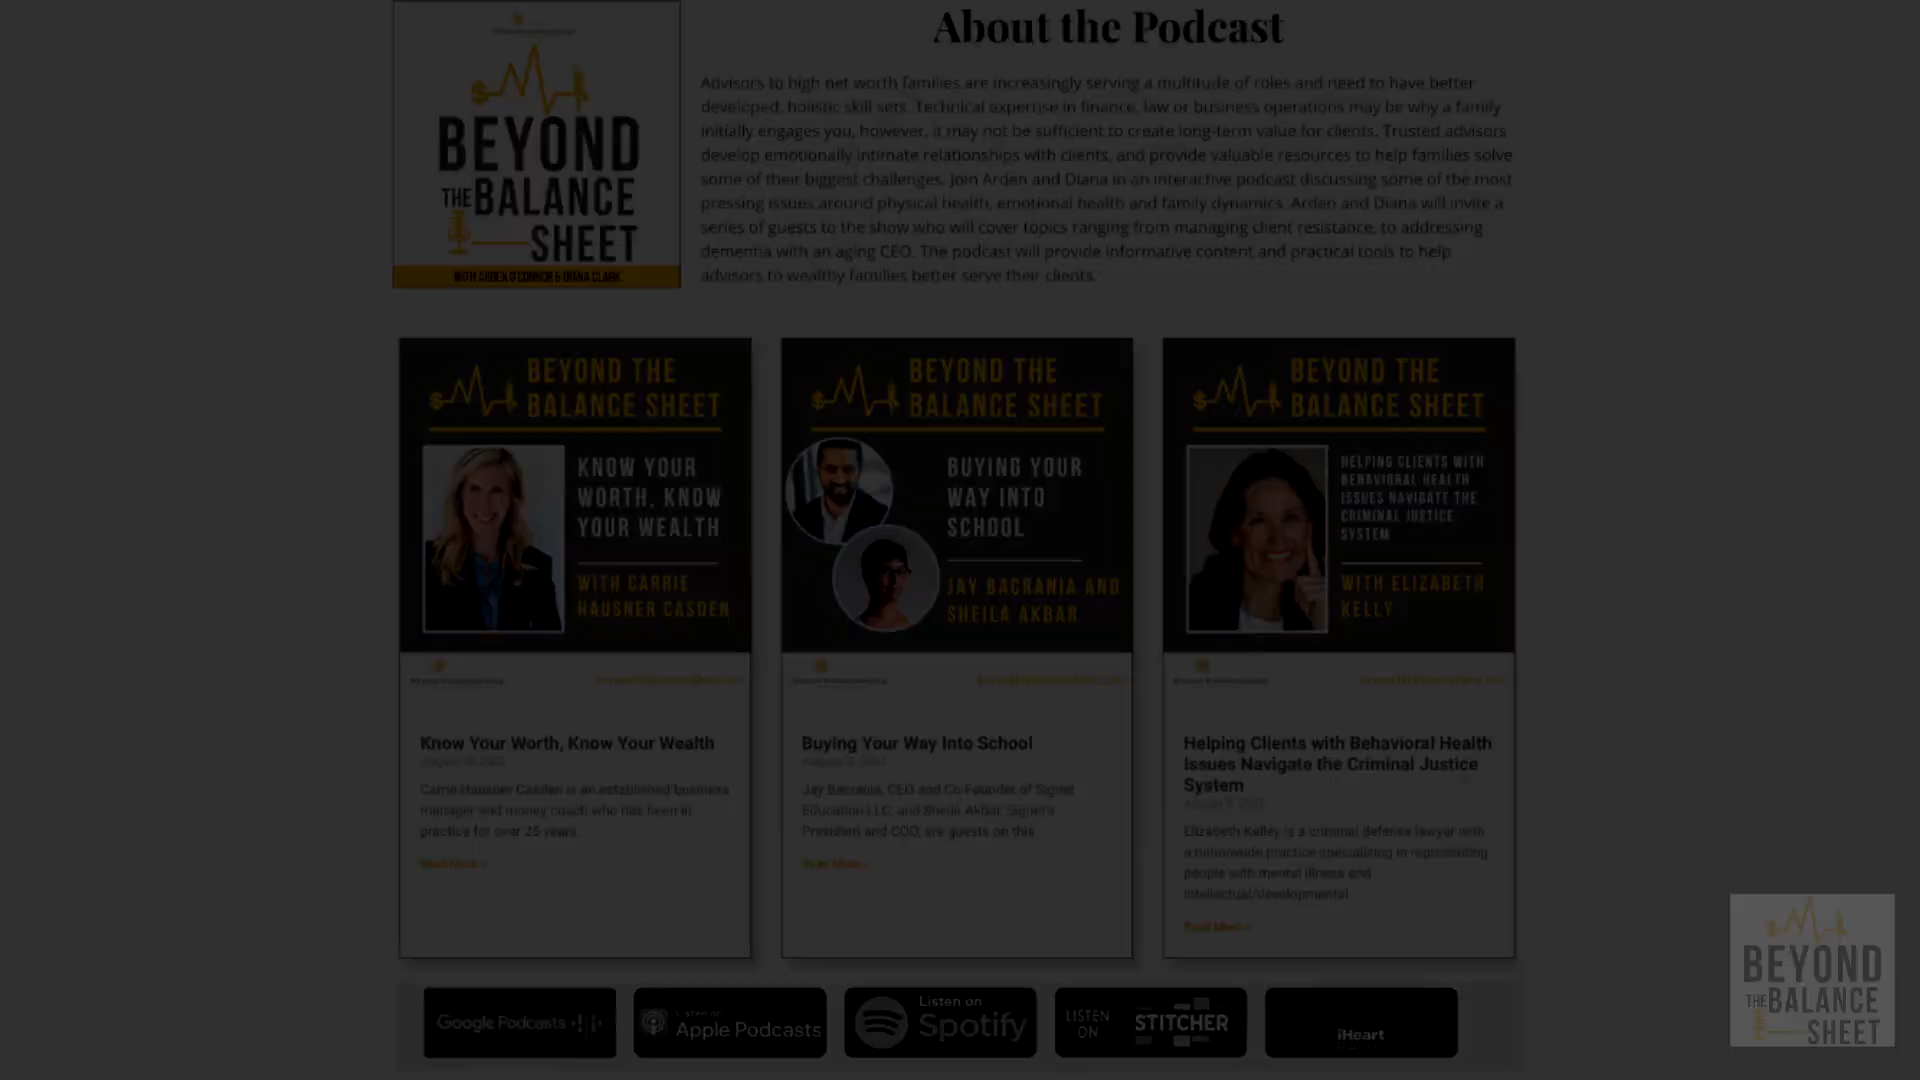 About the Podcast
BEYOND
THE BALANCE
SHEET
WITH ARDEN O'CONNOR & DIANA CLARK
Advisors to high net worth families are increasingly serving a multitude of roles and need to have better
developed, holistic skill sets. Technical expertise in finance, law or business operations may be why a family
initially engages you, however, it may not be sufficient to create long-term value for clients. Trusted advisors
develop emotionally intimate relationships with clients, and provide valuable resources to help families solve
some of their biggest challenges. Join Arden and Diana in an interactive podcast discussing some of the most
pressing issues around physical health, emotional health and family dynamics. Arden and Diana will invite a
series of guests to the show who will cover topics ranging from managing client resistance, to addressing
dementia with an aging CEO. The podcast will provide informative content and practical tools to help
advisors to wealthy families better serve their clients.
BEYOND THE
BALANCE SHEET
KNOW YOUR
WORTH, KNOW
YOUR WEALTH
WITH CARRIE
HAUSNER CASDEN
Know Your Worth, Know Your Wealth
Carrie Hausner Casden is an established business
manager and money coach who has been in
practice for over 25 years.
Read More »
BEYOND THE
BALANCE SHEET
BUYING YOUR
WAY INTO
SCHOOL
JAY BACRANIA AND
SHEILA AKBAR
Buying Your Way Into School
Jay Bacrania, CEO and Co-Founder of Signet
Education LLC, and Sheila Akbar, Signet's
President and COO, are guests on this
Read More »
BEYOND THE
BALANCE SHEET
HELPING CLIENTS WITH
BEHAVIORAL HEALTH
ISSUES NAVIGATE THE
CRIMINAL JUSTICE
SYSTEM
WITH ELIZABETH
KELLY
Helping Clients with Behavioral Health
Issues Navigate the Criminal Justice
System
Elizabeth Kelley is a criminal defense lawyer with
a nationwide practice specializing in representing
people with mental illness and
intellectual/developmental
Read More »
Google Podcasts
Listen on
Apple Podcasts
Listen on
Spotify
LISTEN
ON
STITCHER
iHeart
BEYOND
THE BALANCE
SHEET